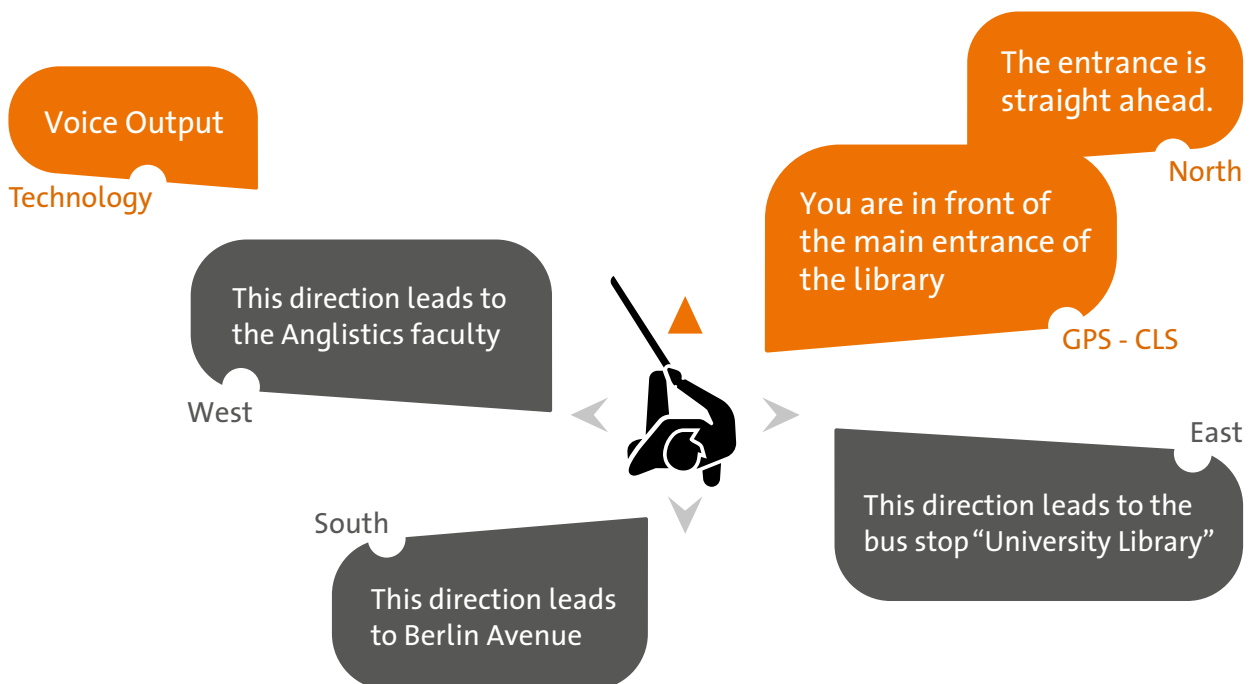 Voice Output
Technology
The entrance is
straight ahead.
North
You are in front of
the main entrance of
the library
GPS - CLS
This direction leads to
the Anglistics faculty
West
East
This direction leads to the
bus stop “University Library”
South
This direction leads
to Berlin Avenue